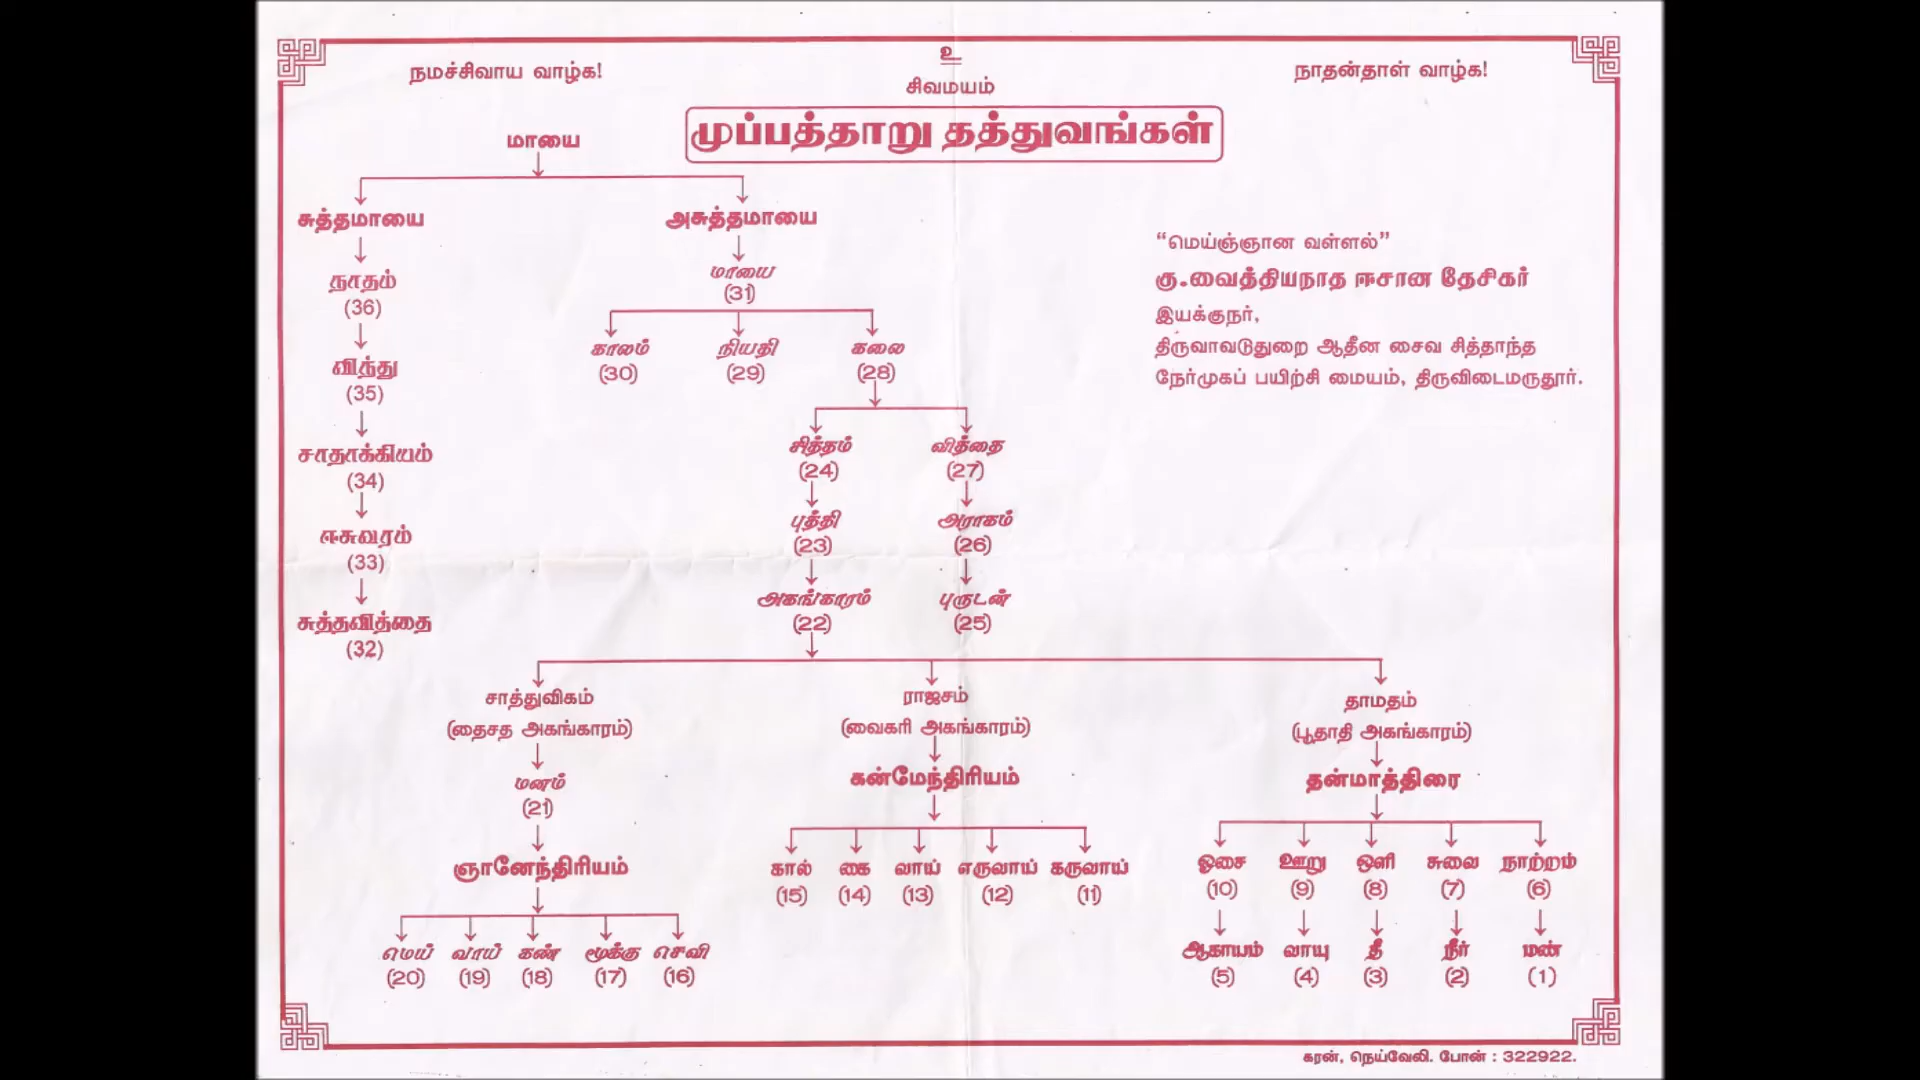 உ
நமச்சிவாய வாழ்க!
சிவமயம்
நாதன்தாள் வாழ்க!
முப்பத்தாறு தத்துவங்கள்
மாயை
சுத்தமாயை
அசுத்தமாயை
நாதம்
(36)
விந்து
(35)
சாதாக்கியம்
(34)
ஈசுவரம்
(33)
சுத்தவித்தை
(32)
மாயை
(31)
காலம்
(30)
நியதி
(29)
கலை
(28)
சித்தம்
(24)
புத்தி
(23)
அகங்காரம்
(22)
வித்தை
(27)
அராகம்
(26)
புருடன்
(25)
“மெய்ஞ்ஞான வள்ளல்”
கு.வைத்தியநாத ஈசான தேசிகர்
இயக்குநர்,
திருவாவடுதுறை ஆதீன சைவ சித்தாந்த
நேர்முகப் பயிற்சி மையம், திருவிடைமருதூர்.
சாத்துவிகம்
(தைசத அகங்காரம்)
மனம்
(21)
ஞானேந்திரியம்
மெய் வாய் கண் மூக்கு செவி
(20) (19) (18) (17) (16)
ராஜசம்
(வைகரி அகங்காரம்)
கன்மேந்திரியம்
கால் கை வாய் எருவாய் கருவாய்
(15) (14) (13) (12) (11)
தாமதம்
(பூதாதி அகங்காரம்)
தன்மாத்திரை
ஓசை ஊறு ஒளி சுவை நாற்றம்
(10) (9) (8) (7) (6)
ஆகாயம் வாயு தீ நீர் மண்
(5) (4) (3) (2) (1)
கரன், நெய்வேலி. போன் : 322922.